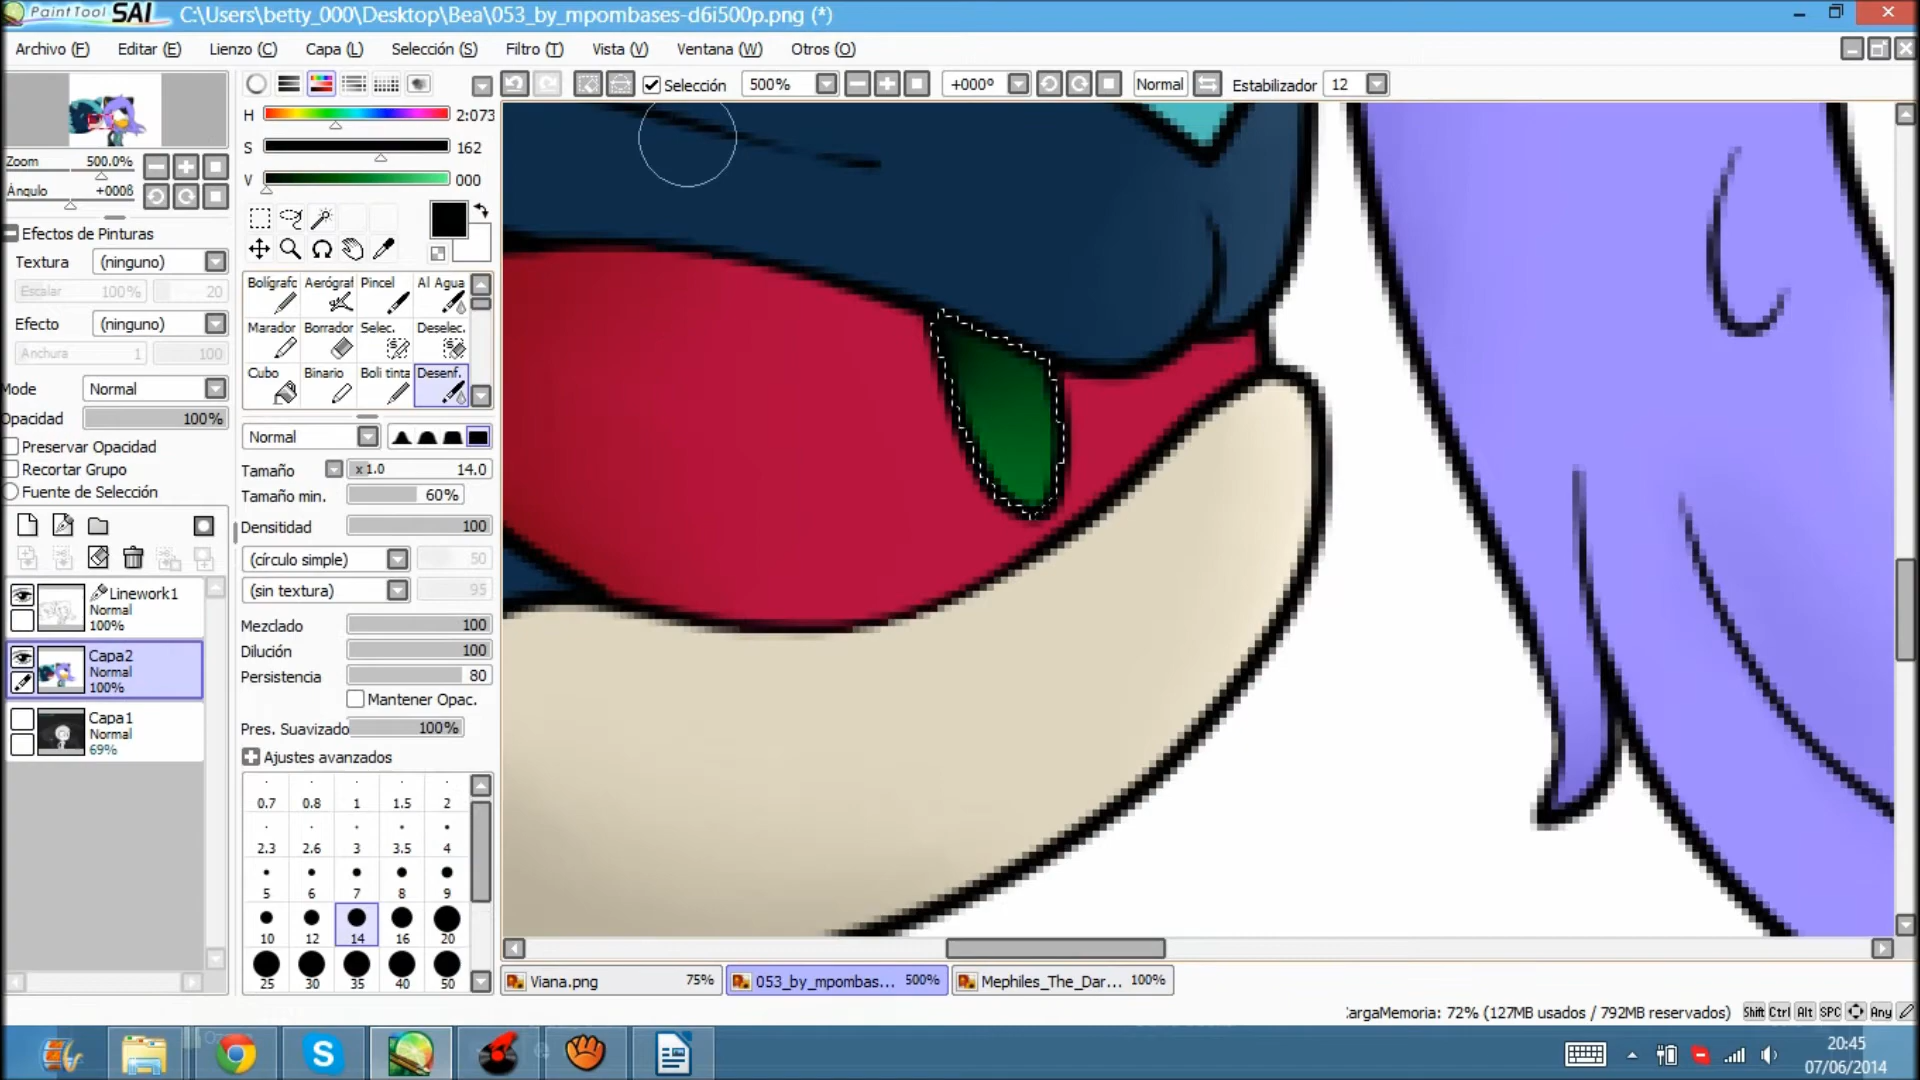 Paint Tool SAI C:\Users\betty_000\Desktop\Bea\053_by_mpombases-d6i500p.png (*)
Archivo (F) Editar (E) Lienzo (C) Capa (L) Selección (S) Filtro (T) Vista (V) Ventana (W) Otros (O)
Selección 500% +000º Normal Estabilizador 12
H 2:073
S 162
V 000
Zoom 500.0%
Ángulo +000ß
Efectos de Pinturas
Textura (ninguno)
Escalar 100% 20
Efecto (ninguno)
Anchura 1 100
Mode Normal
Opacidad 100%
Preservar Opacidad
Recortar Grupo
Fuente de Selección
Linework1
Normal
100%
Capa2
Normal
100%
Capa1
Normal
69%
Bolígrafc Aerógraf Pincel Al Agua
Marador Borrador Selec. Deselec.
Cubo Binario Boli tinta Desenf.
Normal
Tamaño x1.0 14.0
Tamaño min. 60%
Densitidad 100
(círculo simple) 50
(sin textura) 95
Mezclado 100
Dilución 100
Persistencia 80
Mantener Opac.
Pres. Suavizado 100%
Ajustes avanzados
0.7 0.8 1 1.5 2
2.3 2.6 3 3.5 4
5 6 7 8 9
10 12 14 16 20
25 30 35 40 50
Viana.png 75% 053_by_mpombas... 500% Mephiles_The_Dar... 100%
CargaMemoria: 72% (127MB usados / 792MB reservados) Shift Ctrl Alt SPC Any
20:45
07/06/2014